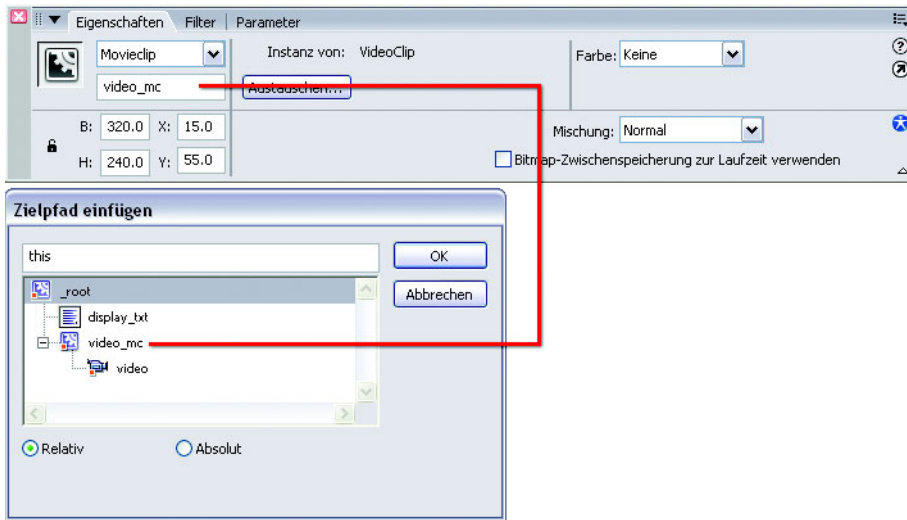 Eigenschaften Filter Parameter
Movieclip Instanz von: VideoClip Farbe: Keine
video_mc Austauschen...
B: 320.0 X: 15.0 Mischung: Normal
H: 240.0 Y: 55.0 Bitmap-Zwischenspeicherung zur Laufzeit verwenden
Zielpfad einfügen
this OK
_root Abbrechen
display_txt
video_mc
video
Relativ Absolut